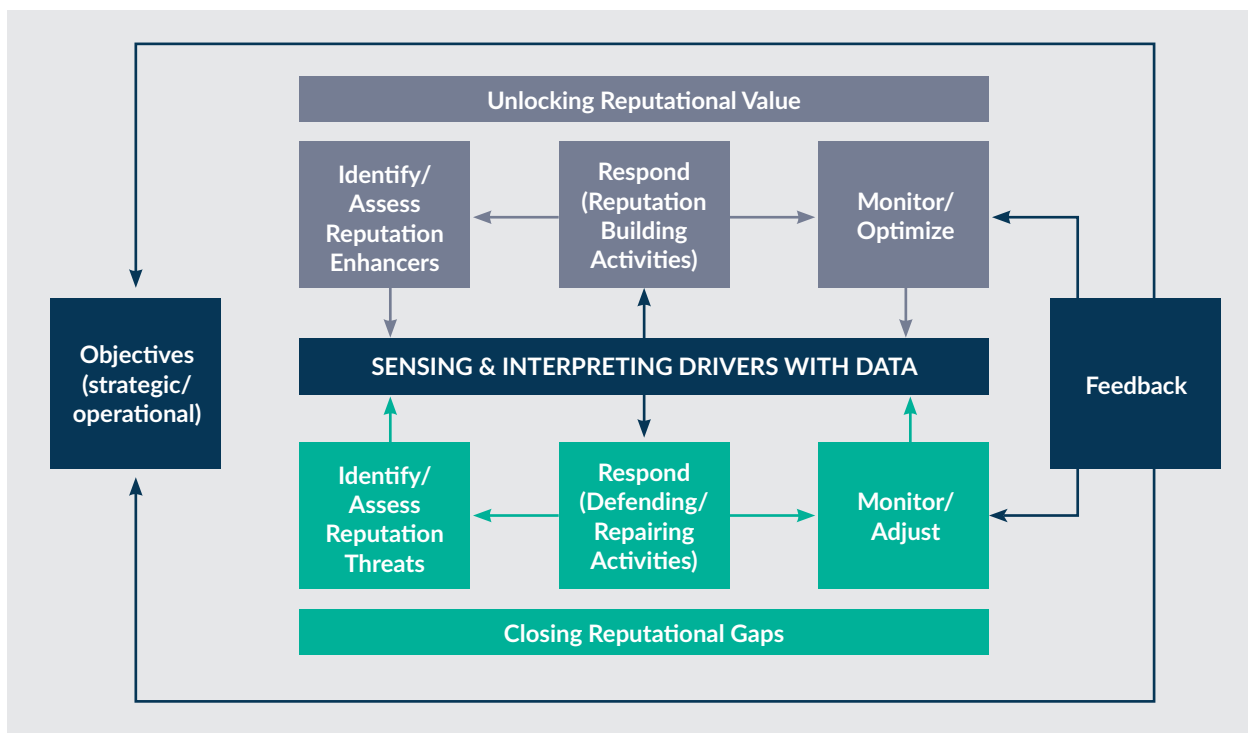 Unlocking Reputational Value
Identify/
Assess
Reputation
Enhancers
Respond
(Reputation
Building
Activities)
Monitor/
Optimize
Objectives
(strategic/
operational)
SENSING & INTERPRETING DRIVERS WITH DATA
Feedback
Identify/
Assess
Reputation
Threats
Respond
(Defending/
Repairing
Activities)
Monitor/
Adjust
Closing Reputational Gaps